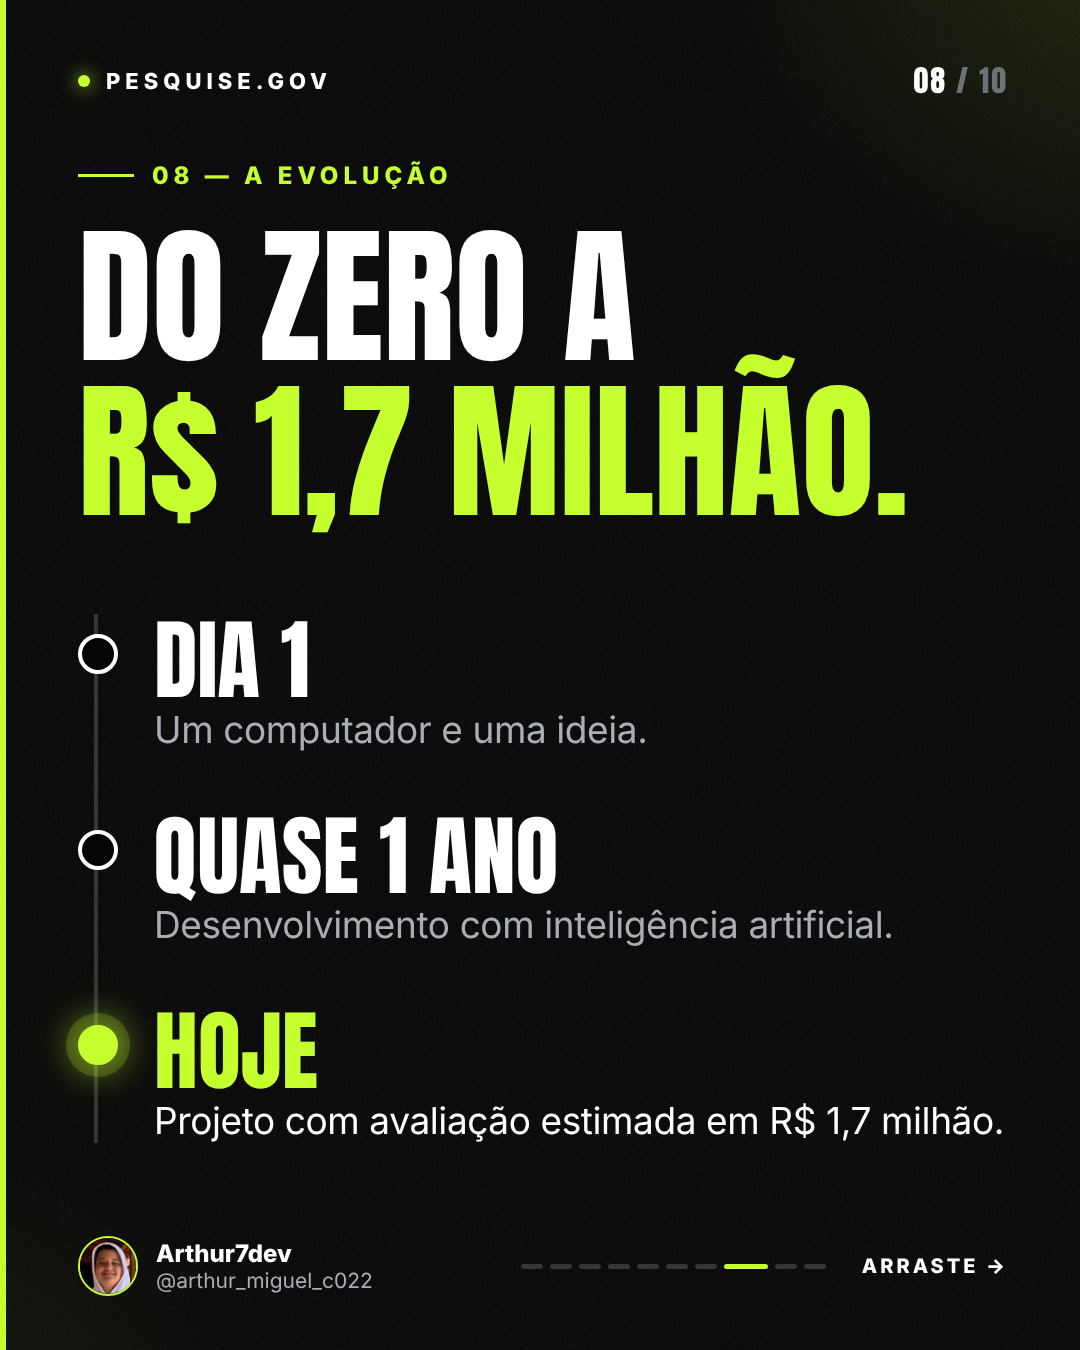 PESQUISE.GOV
08 / 10
08 — A EVOLUÇÃO
DO ZERO A
R$ 1,7 MILHÃO.
DIA 1
Um computador e uma ideia.
QUASE 1 ANO
Desenvolvimento com inteligência artificial.
HOJE
Projeto com avaliação estimada em R$ 1,7 milhão.
Arthur7dev
@arthur_miguel_c022
ARRASTE →